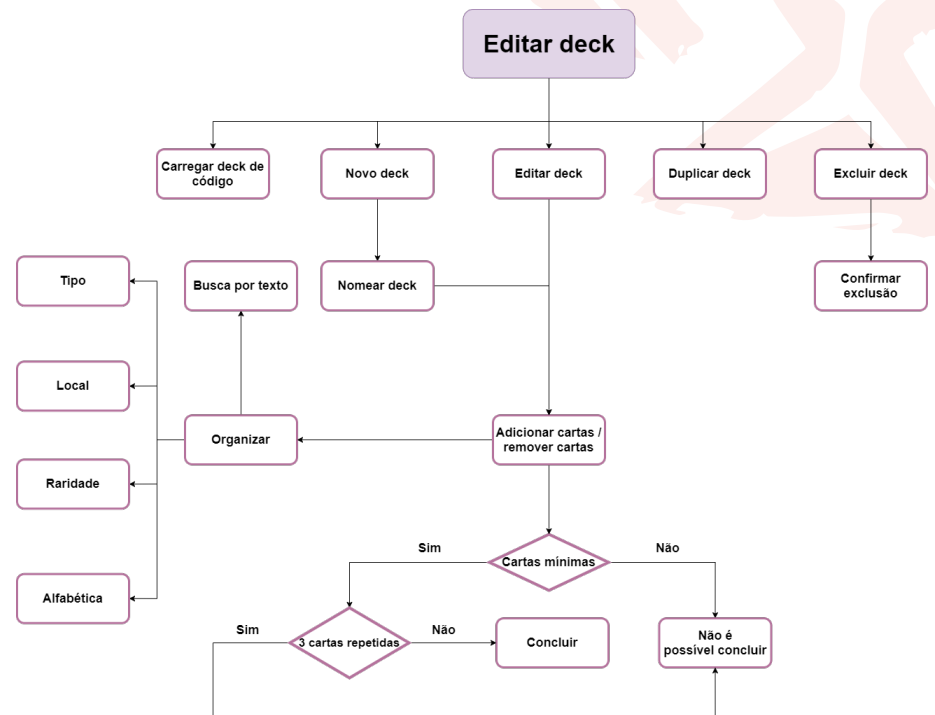 Editar deck
Carregar deck de
código
Novo deck
Editar deck
Duplicar deck
Excluir deck
Tipo
Busca por texto
Nomear deck
Confirmar
exclusão
Local
Organizar
Adicionar cartas /
remover cartas
Raridade
Sim
Cartas mínimas
Não
Alfabética
Sim
3 cartas repetidas
Não
Concluir
Não é
possível concluir